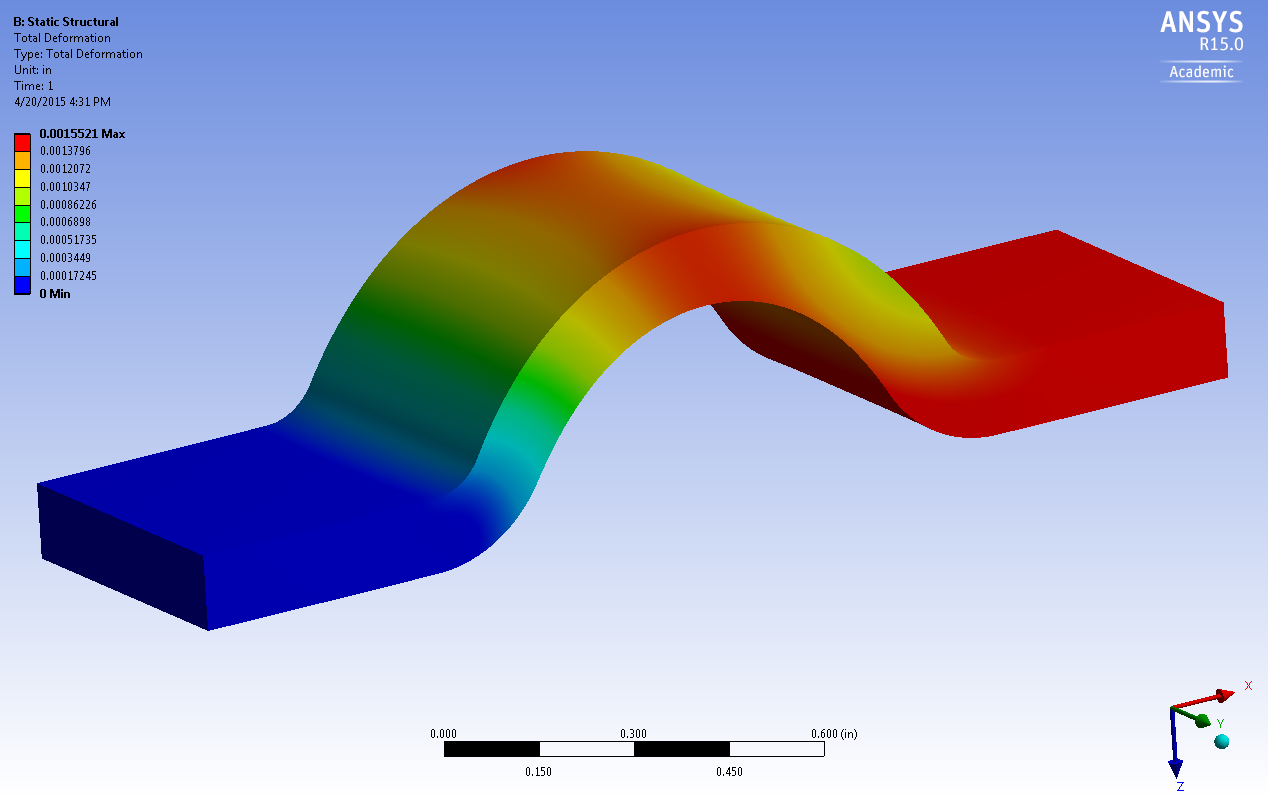 B: Static Structural
Total Deformation
Type: Total Deformation
Unit: in
Time: 1
4/20/2015 4:31 PM
ANSYS
R15.0
Academic
0.0015521 Max
0.0013796
0.0012072
0.0010347
0.00086226
0.0006898
0.00051735
0.0003449
0.00017245
0 Min
0.000 0.300 0.600 (in)
0.150 0.450
X
Y
Z